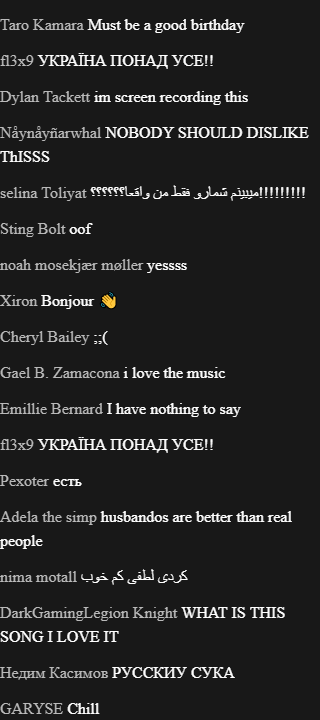 Taro Kamara Must be a good birthday
fl3x9 УКРАЇНА ПОНАД УСЕ!!
Dylan Tackett im screen recording this
Nåynåyñarwhal NOBODY SHOULD DISLIKE
ThISSS
selina Toliyat میبینم شمارو فقط من واقعا؟؟؟؟؟؟!!!!!!!!!
Sting Bolt oof
noah mosekjær møller yessss
Xiron Bonjour 👋
Cheryl Bailey ;;(
Gael B. Zamacona i love the music
Emillie Bernard I have nothing to say
fl3x9 УКРАЇНА ПОНАД УСЕ!!
Pexoter есть
Adela the simp husbandos are better than real
people
nima motall کردی لطفی کم خوب
DarkGamingLegion Knight WHAT IS THIS
SONG I LOVE IT
Недим Касимов РУССКИУ СУКА
GARYSE Chill